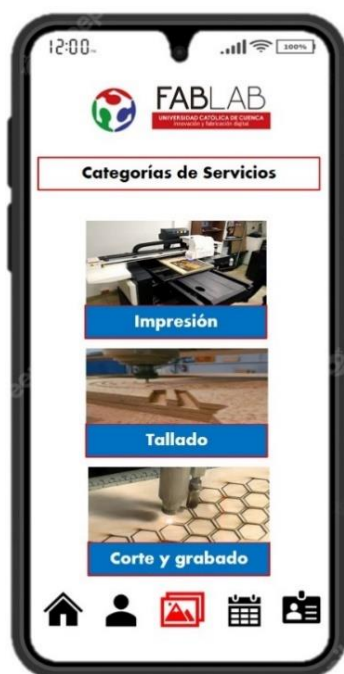 12:00
100%
FABLAB
UNIVERSIDAD CATÓLICA DE CUENCA
innovación y fabricación digital
Categorías de Servicios
Impresión
Tallado
Corte y grabado